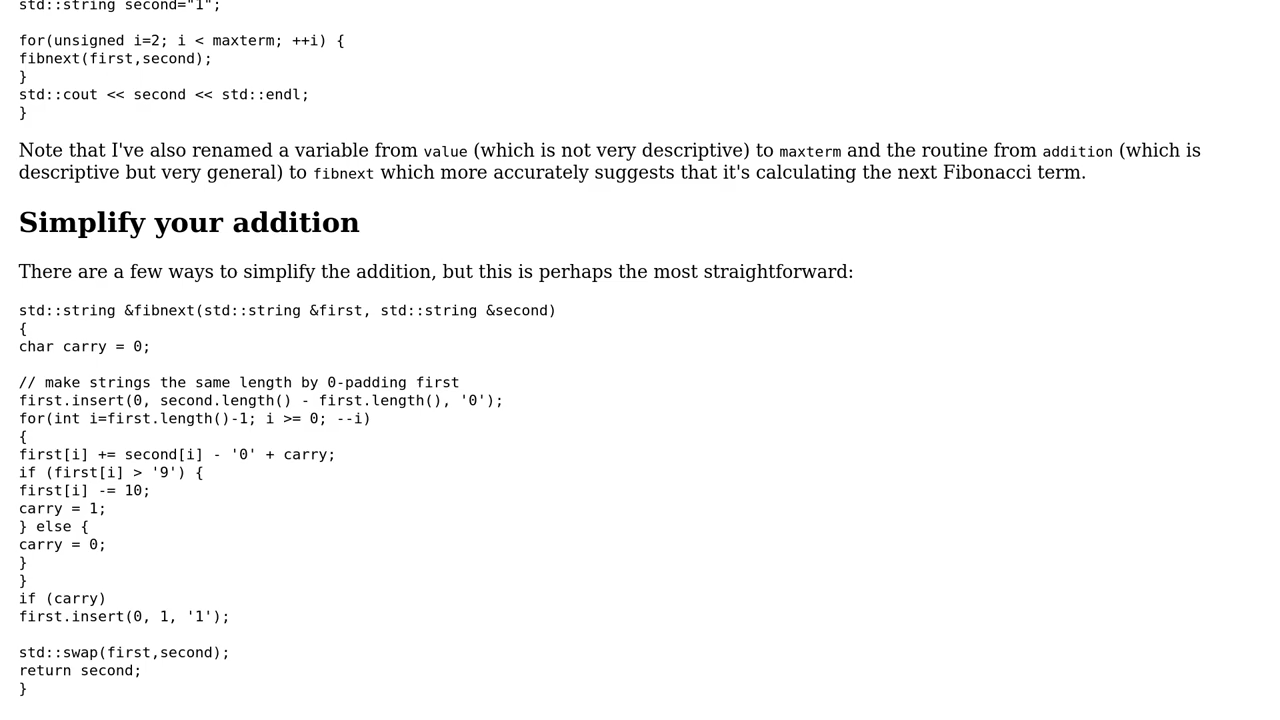 std::string second="1";
for(unsigned i=2; i < maxterm; ++i) {
fibnext(first,second);
}
std::cout << second << std::endl;
}
Note that I've also renamed a variable from value (which is not very descriptive) to maxterm and the routine from addition (which is
descriptive but very general) to fibnext which more accurately suggests that it's calculating the next Fibonacci term.
Simplify your addition
There are a few ways to simplify the addition, but this is perhaps the most straightforward:
std::string &fibnext(std::string &first, std::string &second)
{
char carry = 0;
// make strings the same length by 0-padding first
first.insert(0, second.length() - first.length(), '0');
for(int i=first.length()-1; i >= 0; --i)
{
first[i] += second[i] - '0' + carry;
if (first[i] > '9') {
first[i] -= 10;
carry = 1;
} else {
carry = 0;
}
}
if (carry)
first.insert(0, 1, '1');
std::swap(first,second);
return second;
}